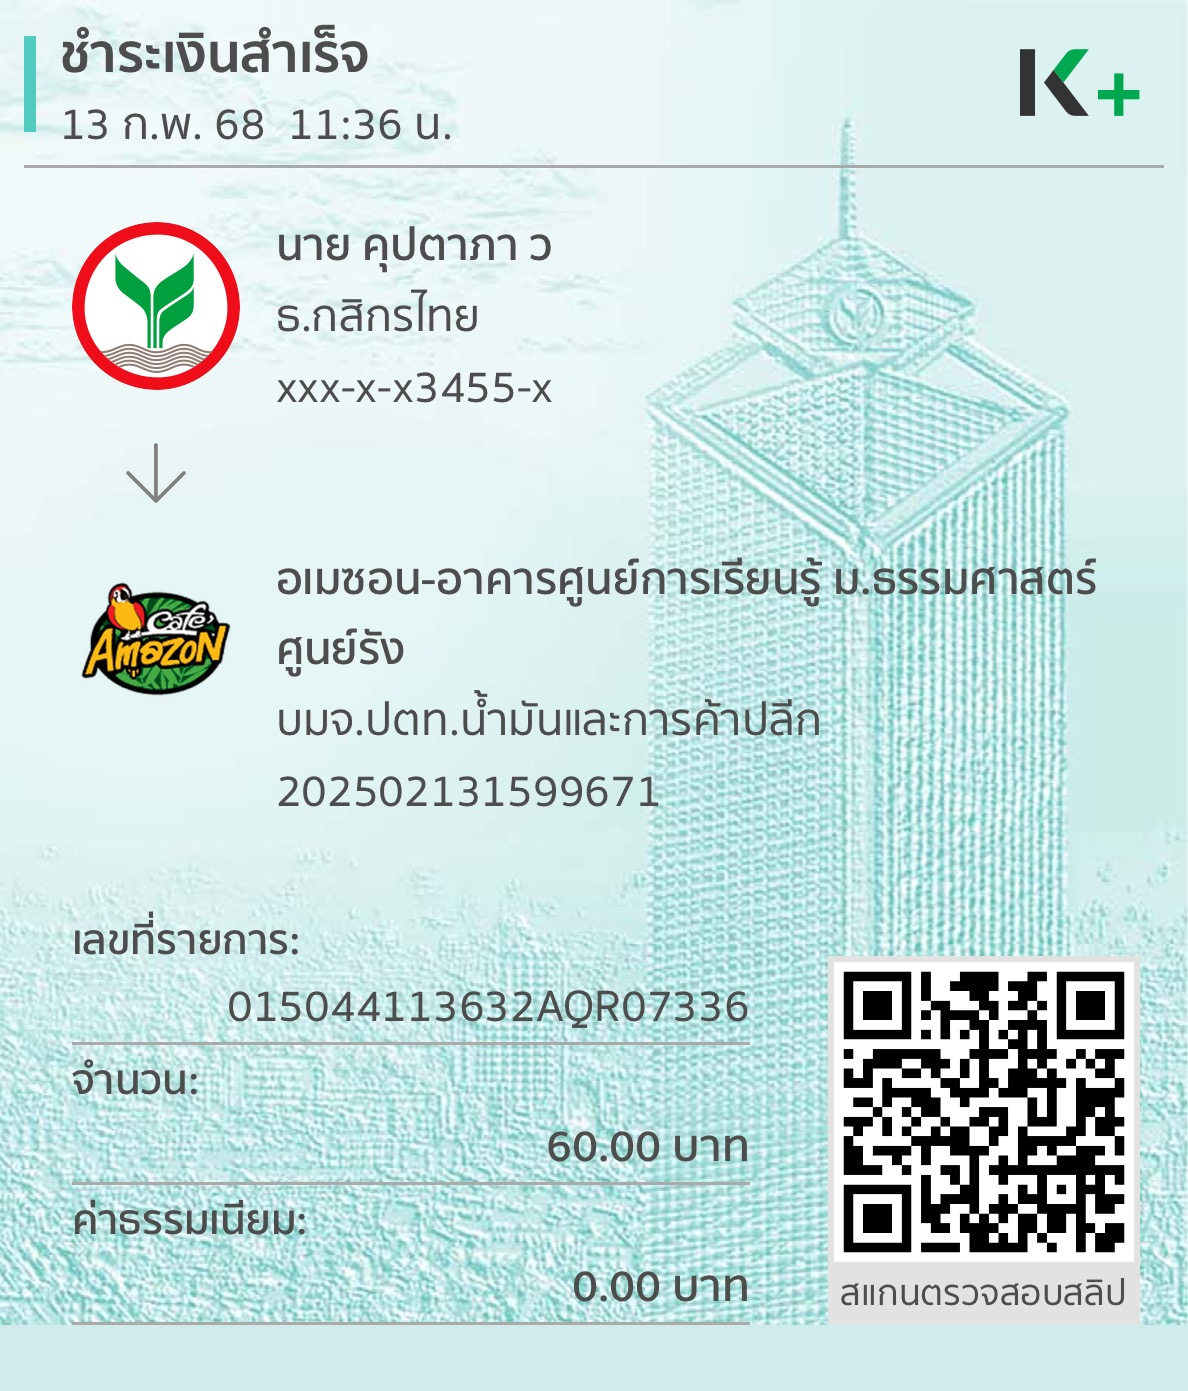 ชำระเงินสำเร็จ
13 ก.พ. 68 11:36 น.
K+
นาย คุปตาภา ว
ธ.กสิกรไทย
xxx-x-x3455-x
Café
Amazon
อเมซอน-อาคารศูนย์การเรียนรู้ ม.ธรรมศาสตร์
ศูนย์รัง
บมจ.ปตท.น้ำมันและการค้าปลีก
202502131599671
เลขที่รายการ:
015044113632AQR07336
จำนวน:
60.00 บาท
ค่าธรรมเนียม:
0.00 บาท
สแกนตรวจสอบสลิป